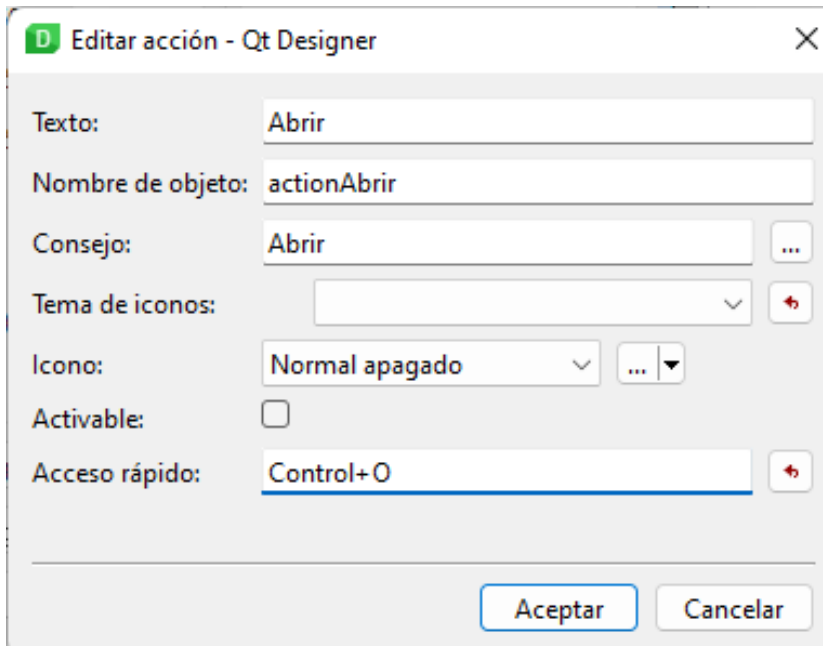 Editar acción - Qt Designer
Texto: Abrir
Nombre de objeto: actionAbrir
Consejo: Abrir ...
Tema de iconos:
Icono: Normal apagado ...
Activable:
Acceso rápido: Control+O
Aceptar Cancelar